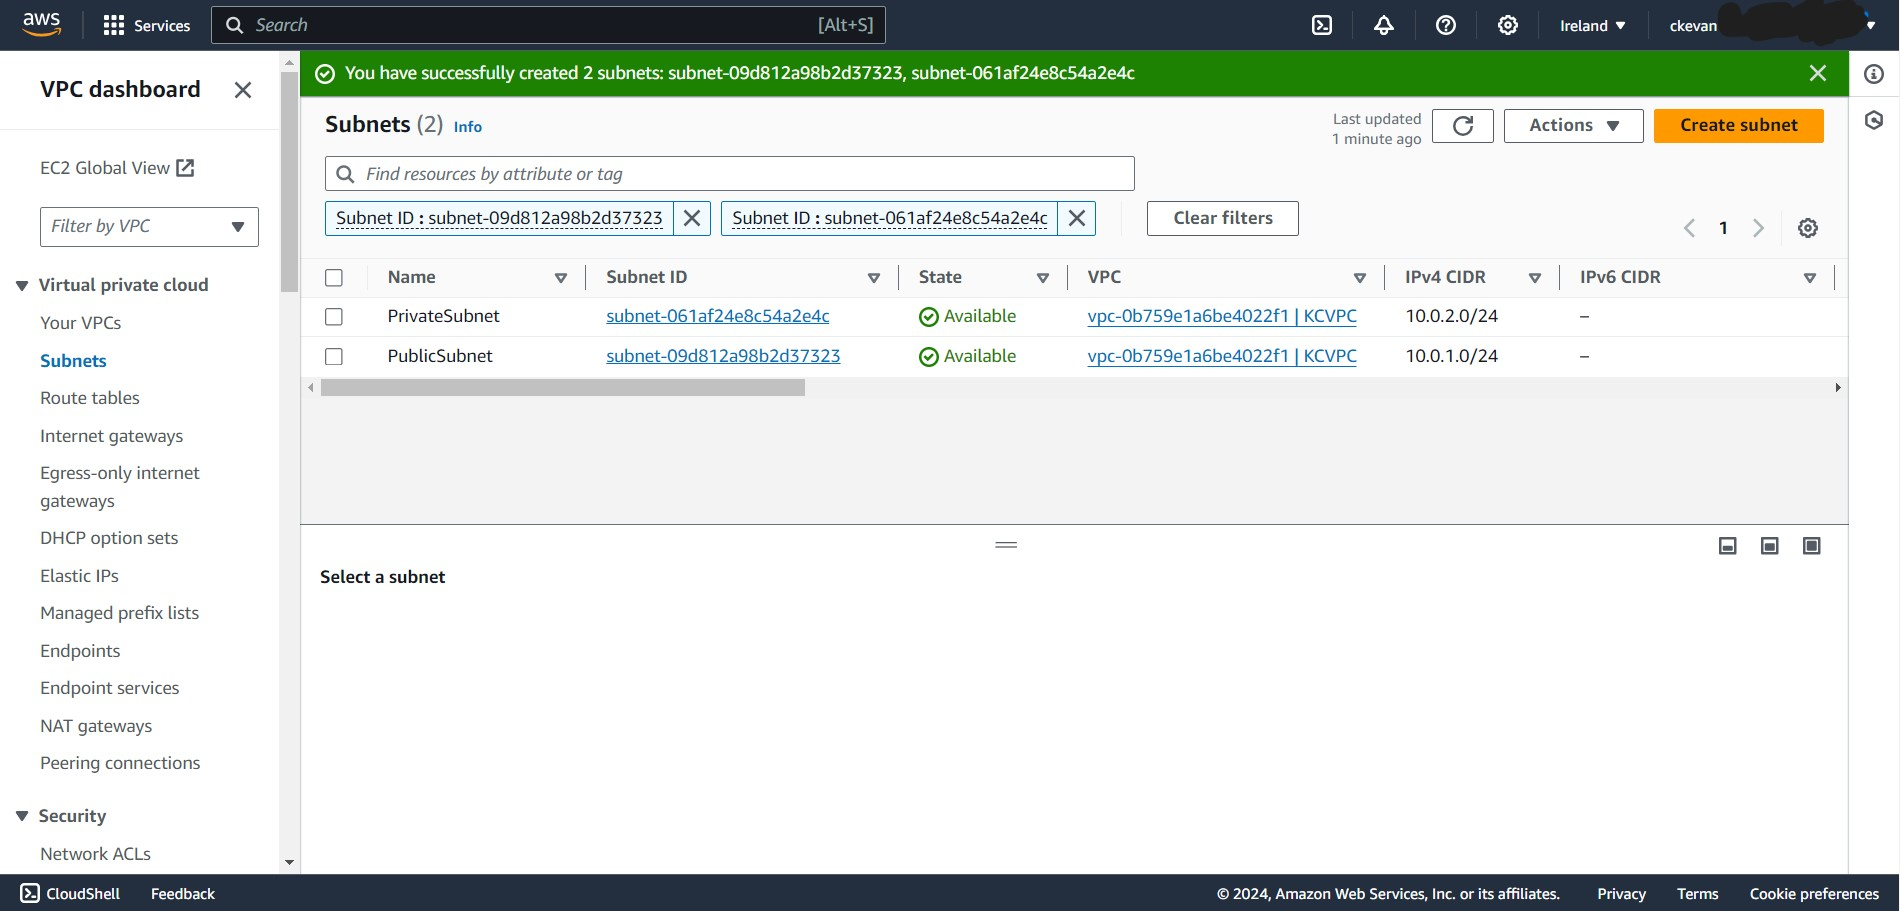 aws
Services
Search
[Alt+S]
Ireland
ckevan
VPC dashboard
EC2 Global View
Filter by VPC
Virtual private cloud
Your VPCs
Subnets
Route tables
Internet gateways
Egress-only internet
gateways
DHCP option sets
Elastic IPs
Managed prefix lists
Endpoints
Endpoint services
NAT gateways
Peering connections
Security
Network ACLs
You have successfully created 2 subnets: subnet-09d812a98b2d37323, subnet-061af24e8c54a2e4c
Subnets (2) Info
Last updated
1 minute ago
Actions
Create subnet
Find resources by attribute or tag
Subnet ID : subnet-09d812a98b2d37323
Subnet ID : subnet-061af24e8c54a2e4c
Clear filters
1
Name Subnet ID State VPC IPv4 CIDR IPv6 CIDR
PrivateSubnet subnet-061af24e8c54a2e4c Available vpc-0b759e1a6be4022f1 | KCVPC 10.0.2.0/24 –
PublicSubnet subnet-09d812a98b2d37323 Available vpc-0b759e1a6be4022f1 | KCVPC 10.0.1.0/24 –
Select a subnet
CloudShell Feedback © 2024, Amazon Web Services, Inc. or its affiliates. Privacy Terms Cookie preferences